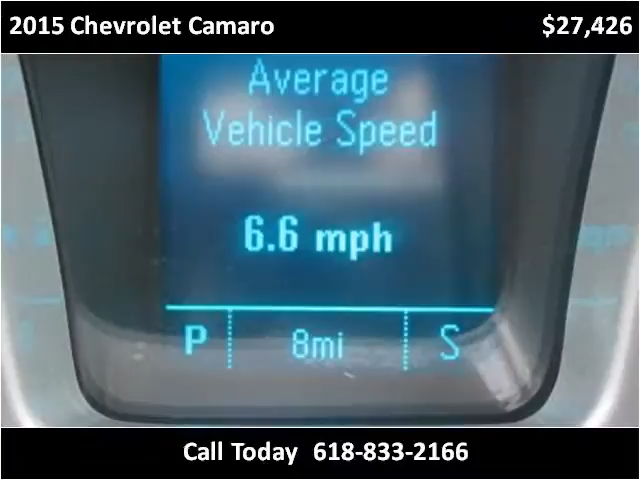 2015 Chevrolet Camaro $27,426
Average
Vehicle Speed
6.6 mph
P 8mi S
Call Today 618-833-2166